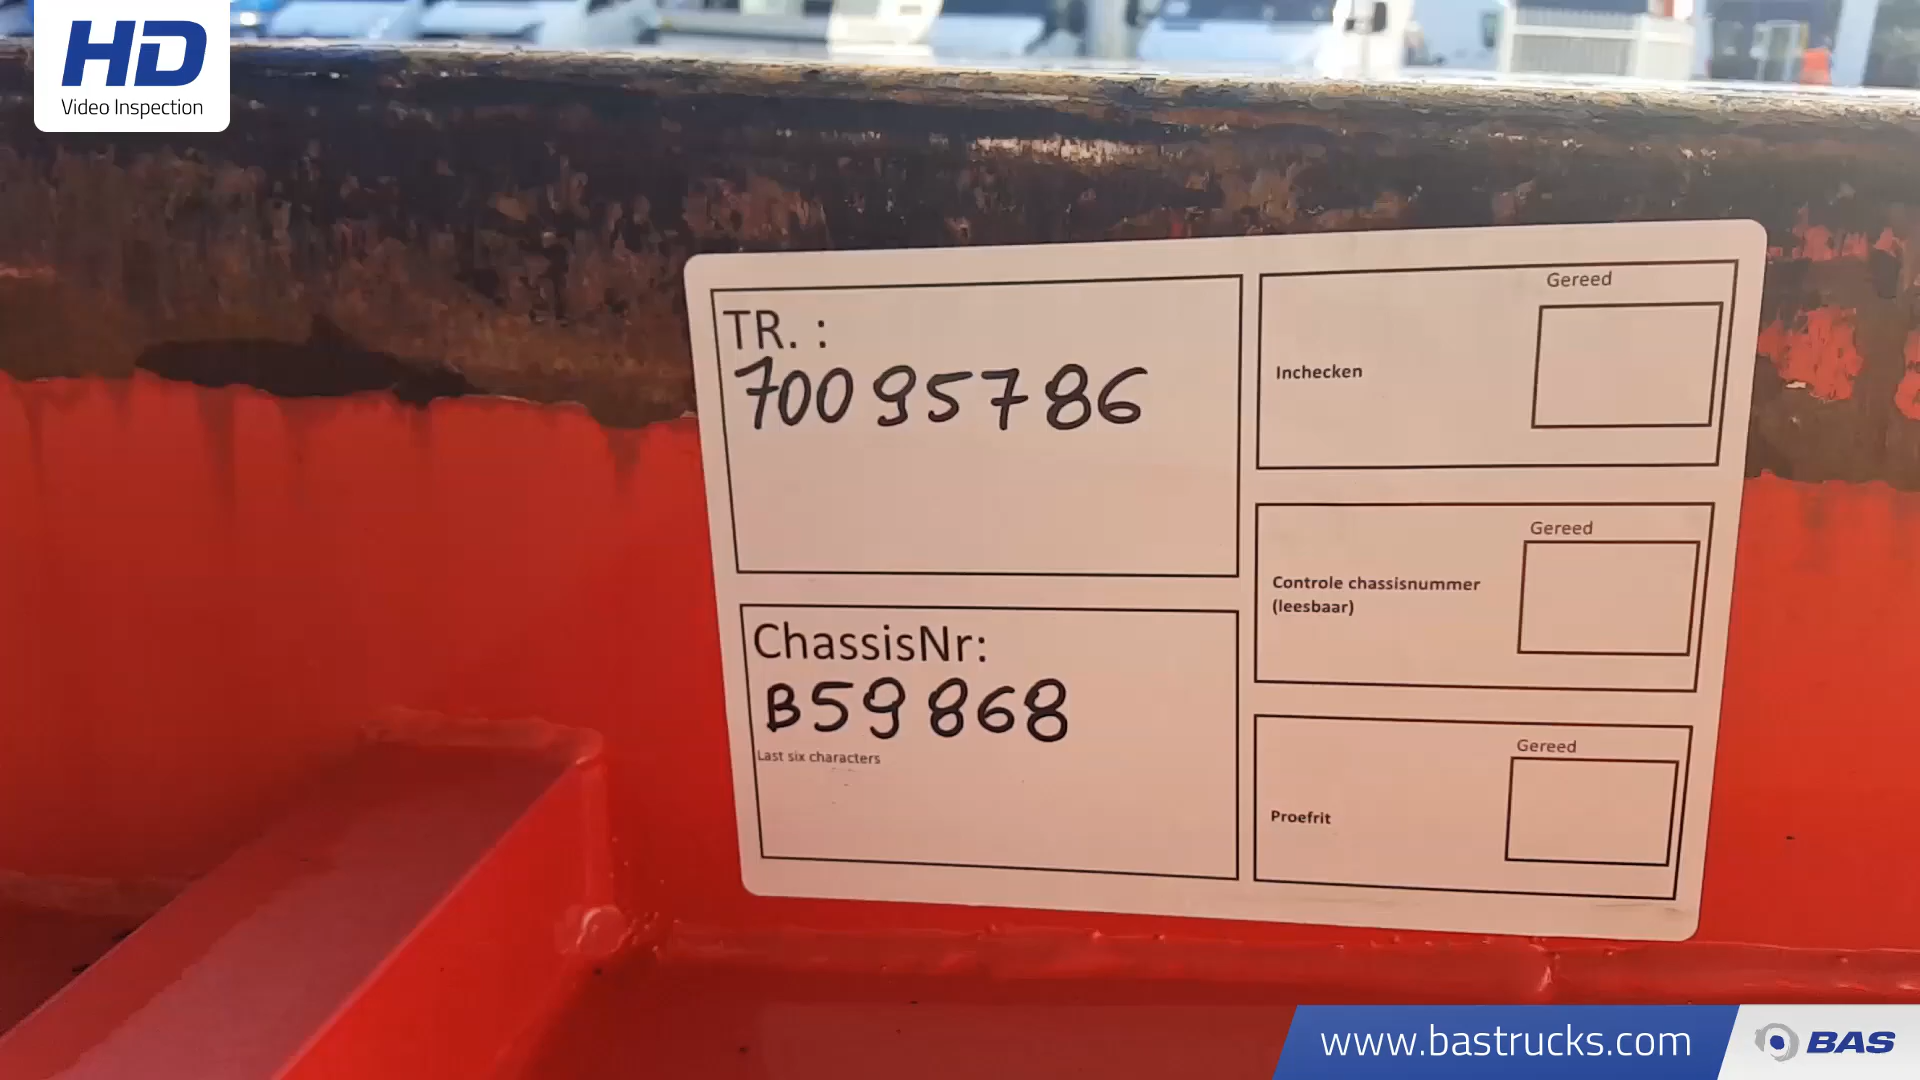 HD
Video Inspection
TR. :
70095786
ChassisNr:
B59868
Last six characters
Gereed
Inchecken
Gereed
Controle chassisnummer
(leesbaar)
Gereed
Proefrit
www.bastrucks.com
BAS